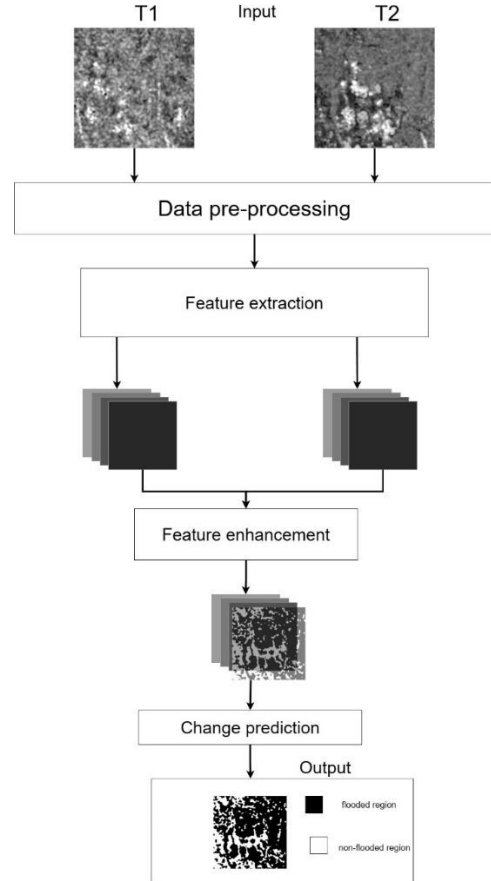 T1 Input T2
Data pre-processing
Feature extraction
Feature enhancement
Change prediction
Output
flooded region
non-flooded region